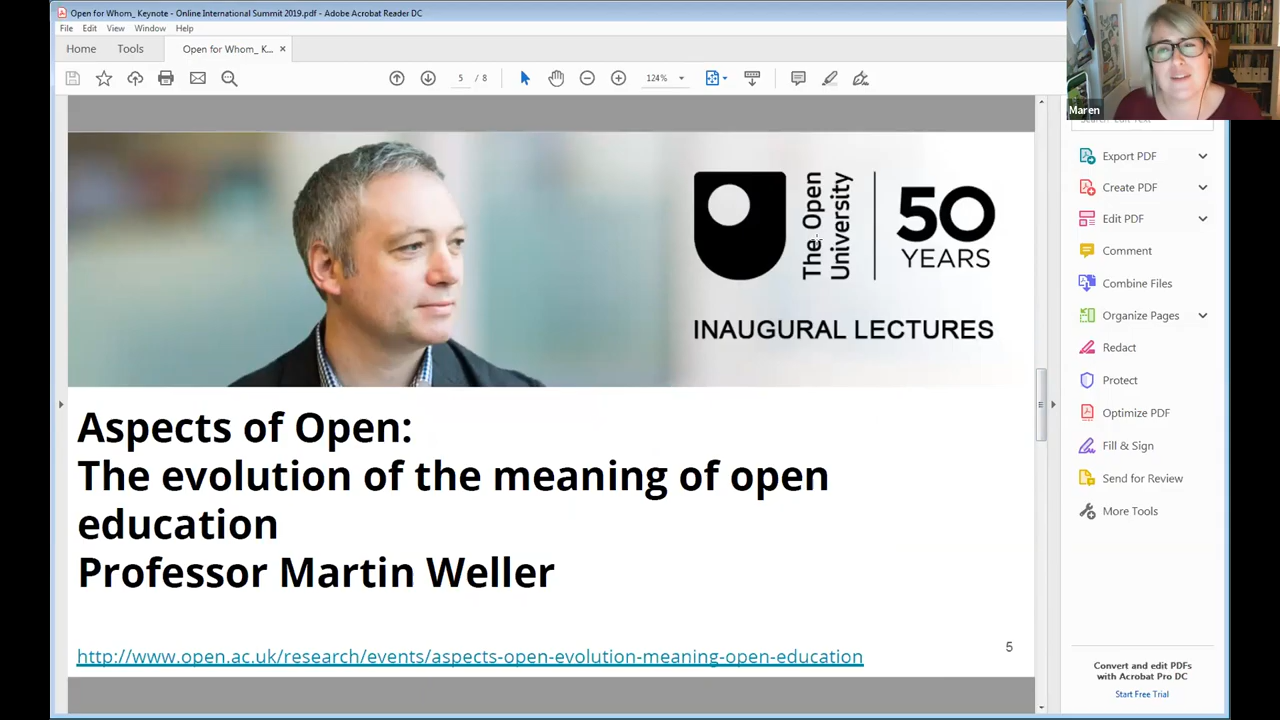 Open for Whom_ Keynote - Online International Summit 2019.pdf - Adobe Acrobat Reader DC
File Edit View Window Help
Home Tools Open for Whom_ K... ×
5 / 8 124%
Maren
Export PDF
Create PDF
Edit PDF
Comment
Combine Files
Organize Pages
Redact
Protect
Optimize PDF
Fill & Sign
Send for Review
More Tools
Convert and edit PDFs
with Acrobat Pro DC
Start Free Trial
The Open
University
50
YEARS
INAUGURAL LECTURES
Aspects of Open:
The evolution of the meaning of open
education
Professor Martin Weller
http://www.open.ac.uk/research/events/aspects-open-evolution-meaning-open-education
5